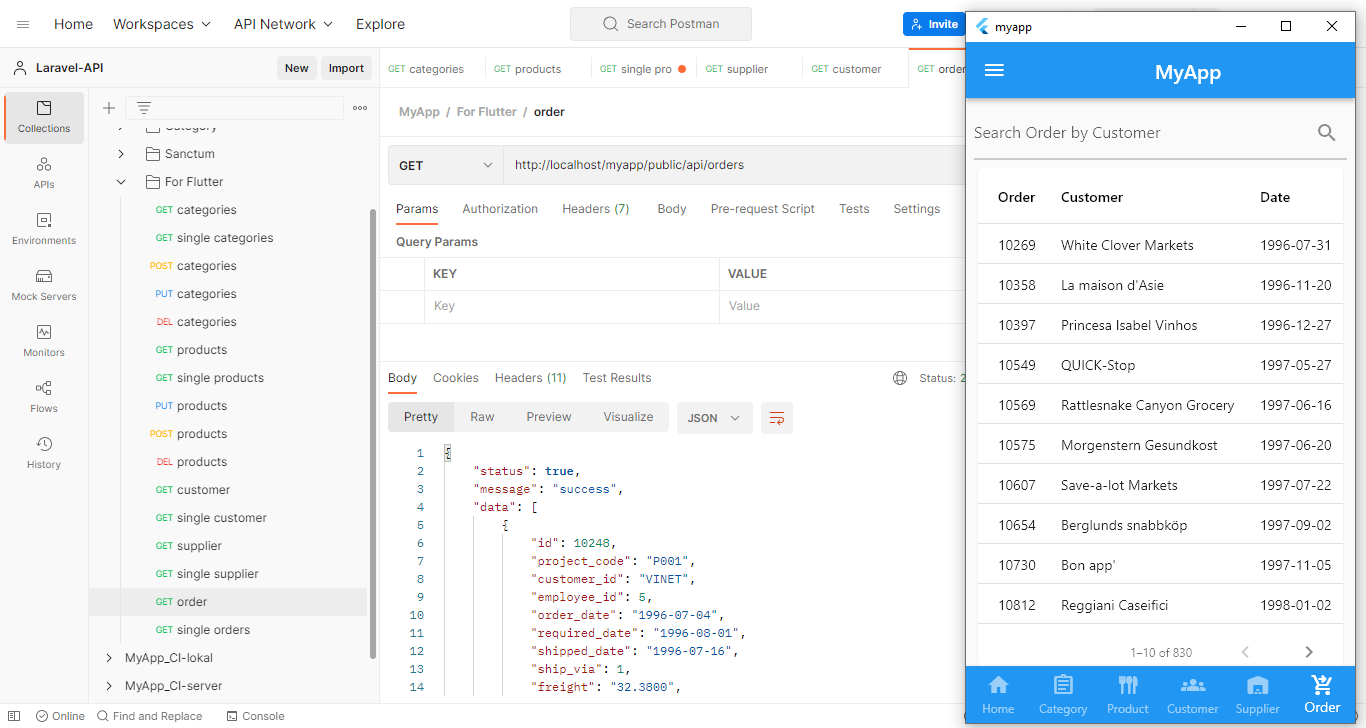 Home
Workspaces
API Network
Explore
Search Postman
Invite
Laravel-API
New
Import
GET categories
GET products
GET single pro
GET supplier
GET customer
GET order
Collections
APIs
Environments
Mock Servers
Monitors
Flows
History
Category
Sanctum
For Flutter
GET categories
GET single categories
POST categories
PUT categories
DEL categories
GET products
GET single products
PUT products
POST products
DEL products
GET customer
GET single customer
GET supplier
GET single supplier
GET order
GET single orders
MyApp_CI-lokal
MyApp_CI-server
MyApp / For Flutter / order
GET
http://localhost/myapp/public/api/orders
Params
Authorization
Headers (7)
Body
Pre-request Script
Tests
Settings
Query Params
KEY
VALUE
Key
Value
Body
Cookies
Headers (11)
Test Results
Status: 2
Pretty
Raw
Preview
Visualize
JSON
1 {
2 "status": true,
3 "message": "success",
4 "data": [
5 {
6 "id": 10248,
7 "project_code": "P001",
8 "customer_id": "VINET",
9 "employee_id": 5,
10 "order_date": "1996-07-04",
11 "required_date": "1996-08-01",
12 "shipped_date": "1996-07-16",
13 "ship_via": 1,
14 "freight": "32.3800",
Online
Find and Replace
Console
myapp
MyApp
Search Order by Customer
Order Customer Date
10269 White Clover Markets 1996-07-31
10358 La maison d'Asie 1996-11-20
10397 Princesa Isabel Vinhos 1996-12-27
10549 QUICK-Stop 1997-05-27
10569 Rattlesnake Canyon Grocery 1997-06-16
10575 Morgenstern Gesundkost 1997-06-20
10607 Save-a-lot Markets 1997-07-22
10654 Berglunds snabbköp 1997-09-02
10730 Bon app' 1997-11-05
10812 Reggiani Caseifici 1998-01-02
1–10 of 830
Home
Category
Product
Customer
Supplier
Order